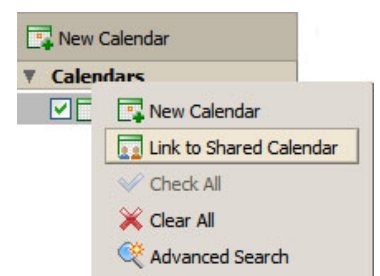 New Calendar
Calendars
New Calendar
Link to Shared Calendar
Check All
Clear All
Advanced Search